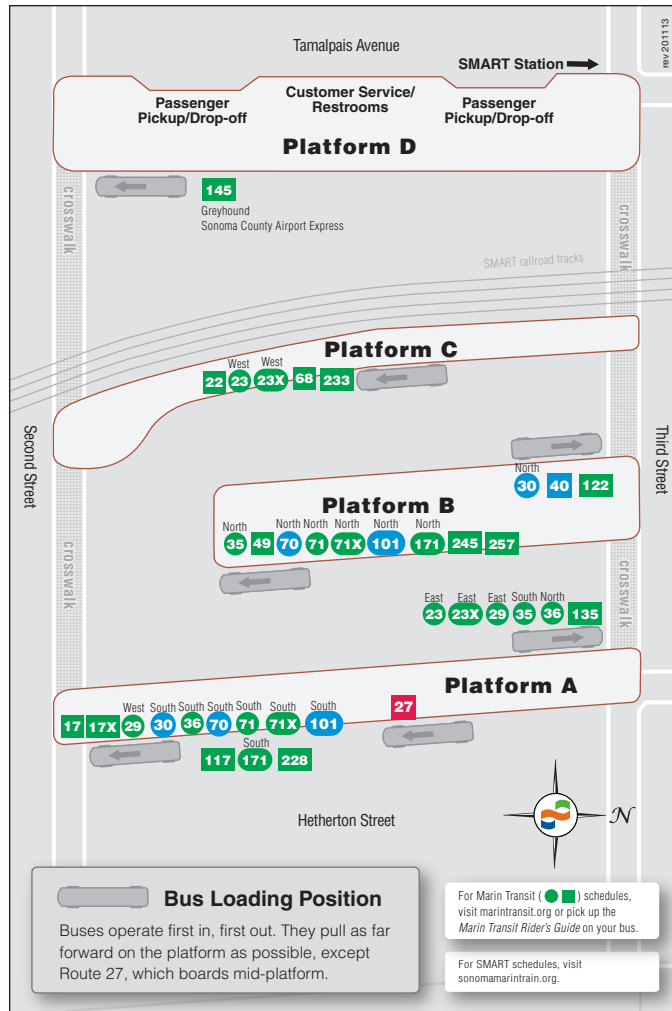 rev 201113
Tamalpais Avenue
SMART Station
Passenger
Pickup/Drop-off
Customer Service/
Restrooms
Passenger
Pickup/Drop-off
Platform D
crosswalk
crosswalk
145
Greyhound
Sonoma County Airport Express
SMART railroad tracks
Platform C
West West
22 23 23X 68 233
Second Street
Third Street
North
30 40 122
Platform B
North North North North North North
35 49 70 71 71X 101 171 245 257
crosswalk
crosswalk
East East East South North
23 23X 29 35 36 135
Platform A
27
West South South South South South South
17 17X 29 30 36 70 71 71X 101
South
117 171 228
Hetherton Street
N
Bus Loading Position
Buses operate first in, first out. They pull as far
forward on the platform as possible, except
Route 27, which boards mid-platform.
For Marin Transit ( ) schedules,
visit marintransit.org or pick up the
Marin Transit Rider's Guide on your bus.
For SMART schedules, visit
sonomamarintrain.org.